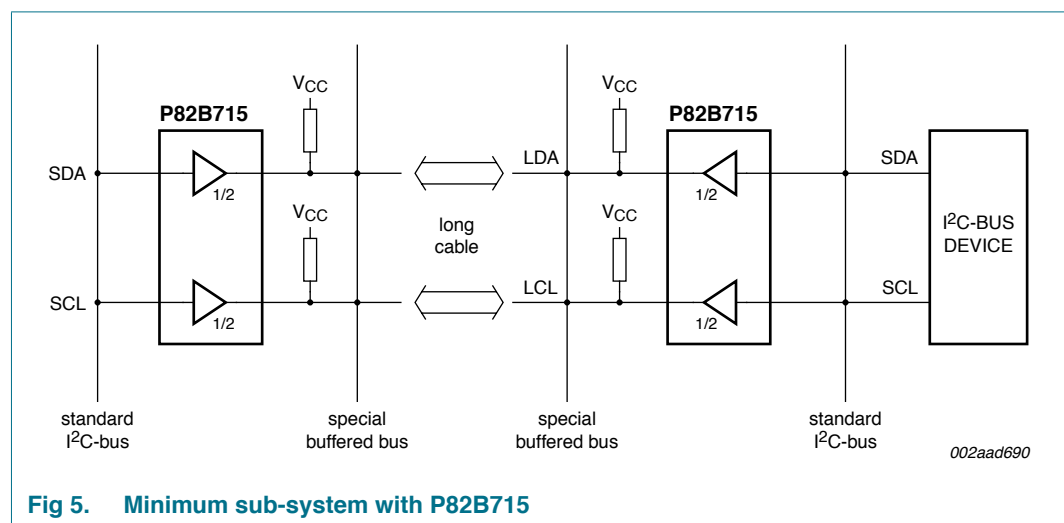 VCC
VCC
P82B715
P82B715
SDA
LDA
SDA
1/2
1/2
VCC
VCC
long
cable
I²C-BUS
DEVICE
SCL
LCL
SCL
1/2
1/2
standard
I²C-bus
special
buffered bus
special
buffered bus
standard
I²C-bus
002aad690
Fig 5. Minimum sub-system with P82B715